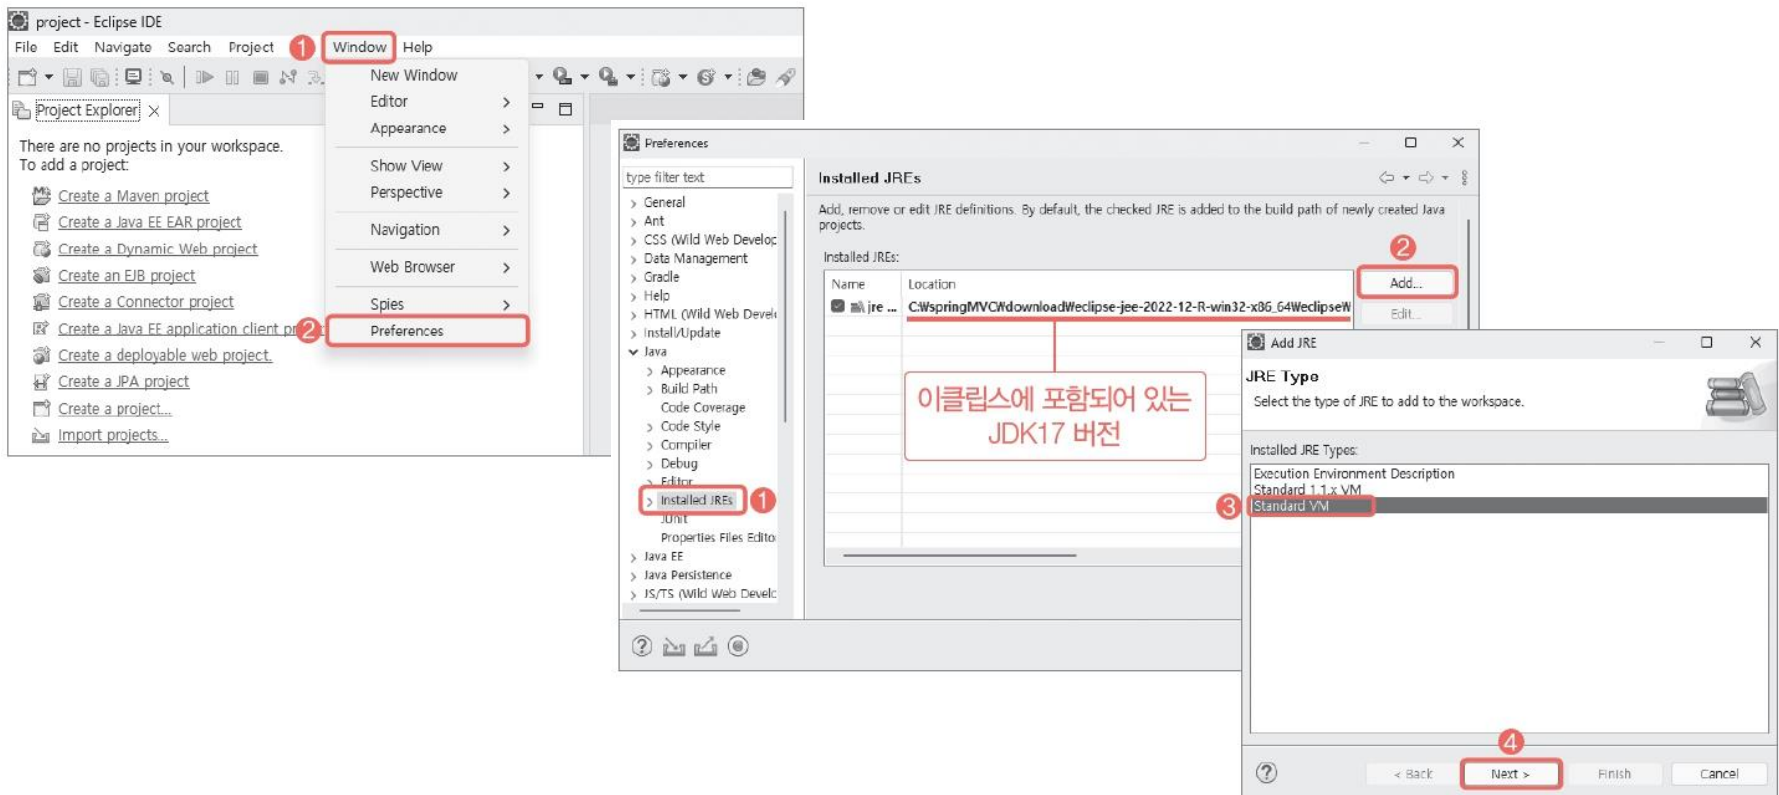 project - Eclipse IDE
File Edit Navigate Search Project ① Window Help
New Window
Editor
Appearance
Show View
Perspective
Navigation
Web Browser
Spies
② Preferences
Project Explorer
There are no projects in your workspace.
To add a project:
Create a Maven project
Create a Java EE EAR project
Create a Dynamic Web project
Create an EJB project
Create a Connector project
Create a Java EE application client
Create a deployable web project.
Create a JPA project
Create a project...
Import projects...
Preferences
type filter text
General
Ant
CSS (Wild Web Develop
Data Management
Gradle
Help
HTML (Wild Web Devel
Install/Update
Java
Appearance
Build Path
Code Coverage
Code Style
Compiler
Debug
Editor
Installed JREs ①
JUnit
Properties Files Edito
Java EE
Java Persistence
JS/TS (Wild Web Develc
Installed JREs
Add, remove or edit JRE definitions. By default, the checked JRE is added to the build path of newly created Java
projects.
②
Installed JREs:
Name Location
Add...
jre ... C:₩springMVC₩download₩eclipse-jee-2022-12-R-win32-x86_64₩eclipse₩
Edit...
이클립스에 포함되어 있는
JDK17 버전
Add JRE
JRE Type
Select the type of JRE to add to the workspace.
Installed JRE Types:
Execution Environment Description
Standard 1.1.x VM
③ Standard VM
④
< Back Next > Finish Cancel